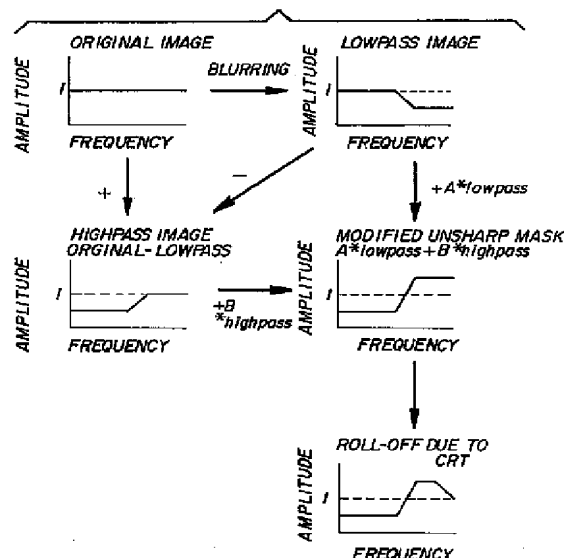 ORIGINAL IMAGE
AMPLITUDE
1
FREQUENCY
BLURRING
LOWPASS IMAGE
AMPLITUDE
1
FREQUENCY
+
−
+A*lowpass
HIGHPASS IMAGE
ORGINAL-LOWPASS
AMPLITUDE
1
FREQUENCY
+B
*highpass
MODIFIED UNSHARP MASK
A*lowpass+B*highpass
AMPLITUDE
1
FREQUENCY
ROLL-OFF DUE TO
CRT
AMPLITUDE
1
FREQUENCY